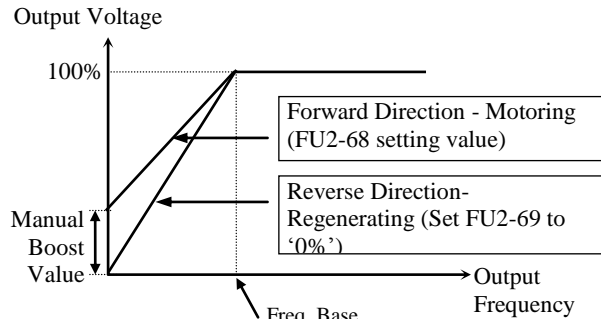 Output Voltage
100%
Forward Direction - Motoring
(FU2-68 setting value)
Reverse Direction-
Regenerating (Set FU2-69 to
‘0%’)
Manual
Boost
Value
Output
Frequency
Freq. Base